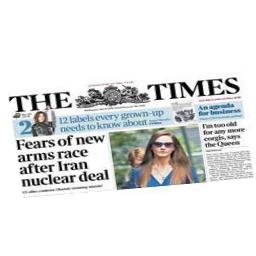 THE TIMES
2
12 labels every grown-up
needs to know about
An agenda
for business
Fears of new
arms race
after Iran
nuclear deal
I'm too old
for any more
corgis, says
the Queen